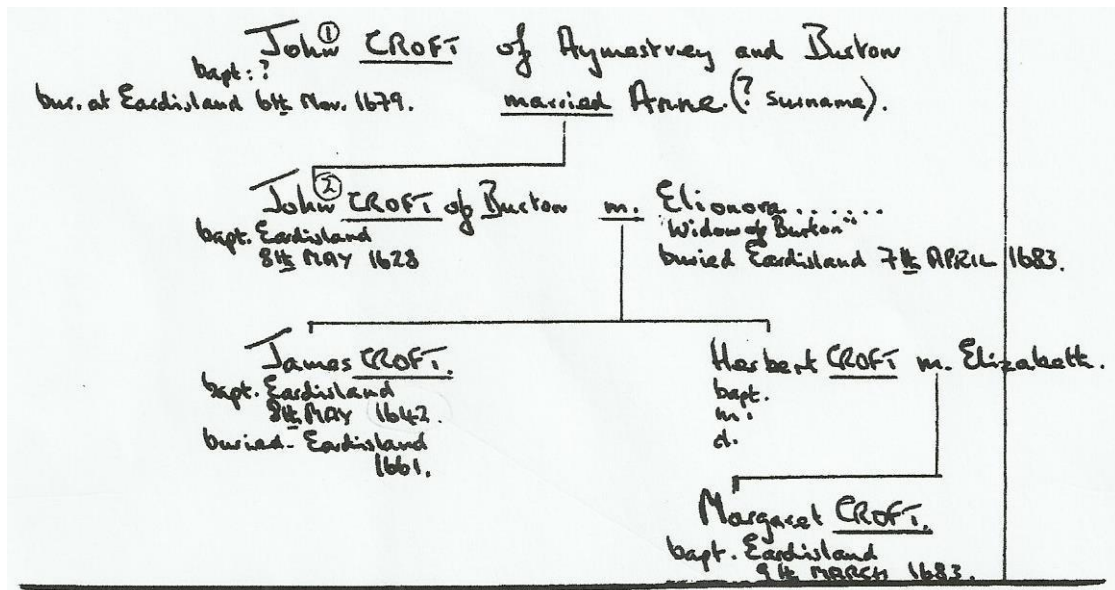 John ① CROFT of Aymestrey and Burton
bapt: ?
bur. at Eardisland 6th Nov. 1679. married Anne. (? surname).
John ② CROFT of Burton m. Elionora......
bapt. Eardisland "Widow of Burton"
8th MAY 1628 buried Eardisland 7th APRIL 1683.
James CROFT. Herbert CROFT m. Elizabeth.
bapt. Eardisland bapt.
8th MAY 1642. m.
buried - Eardisland d.
1661.
Margaret CROFT.
bapt. Eardisland
9th MARCH 1683.